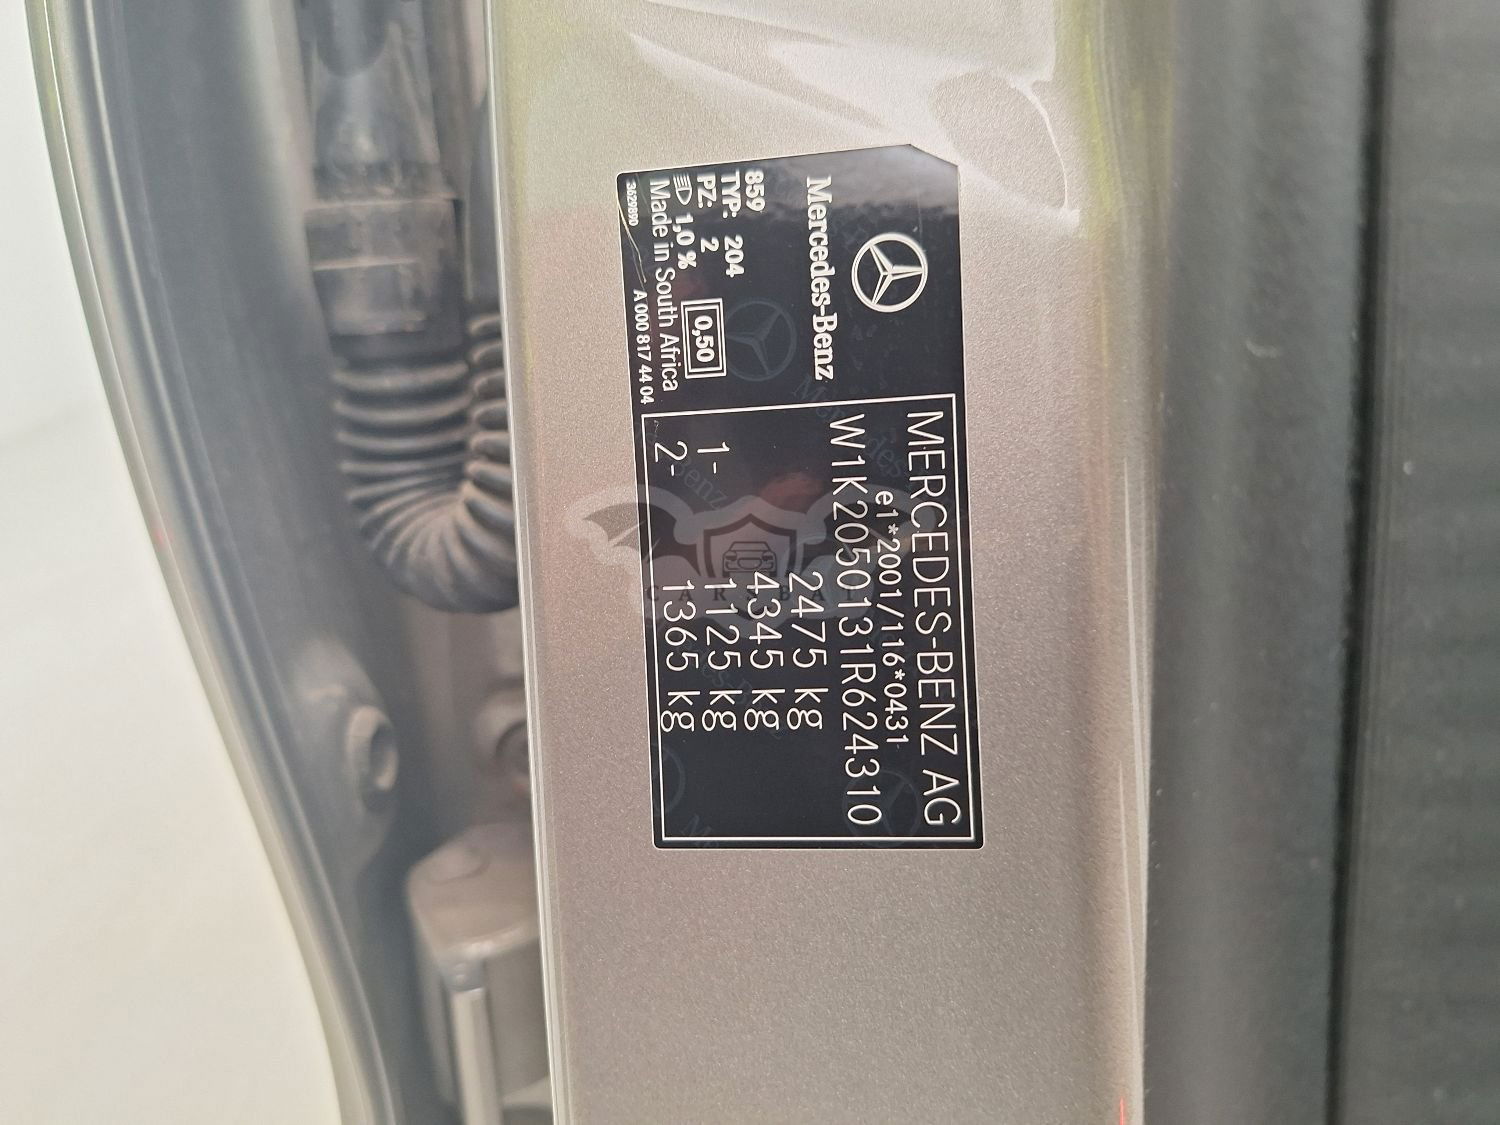 Mercedes-Benz
859
TYP: 204
PZ: 2
1,0 %
0,50
Made in South Africa
3629890
A 000 817 44 04
MERCEDES-BENZ AG
e1*2001/116*0431
W1K2050131R624310
2475 kg
4345 kg
1- 1125 kg
2- 1365 kg